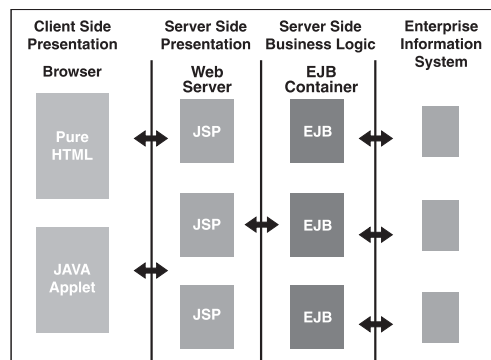 Client Side
Presentation
Browser
Pure
HTML
JAVA
Applet
Server Side
Presentation
Web
Server
JSP
JSP
JSP
Server Side
Business Logic
EJB
Container
EJB
EJB
EJB
Enterprise
Information
System